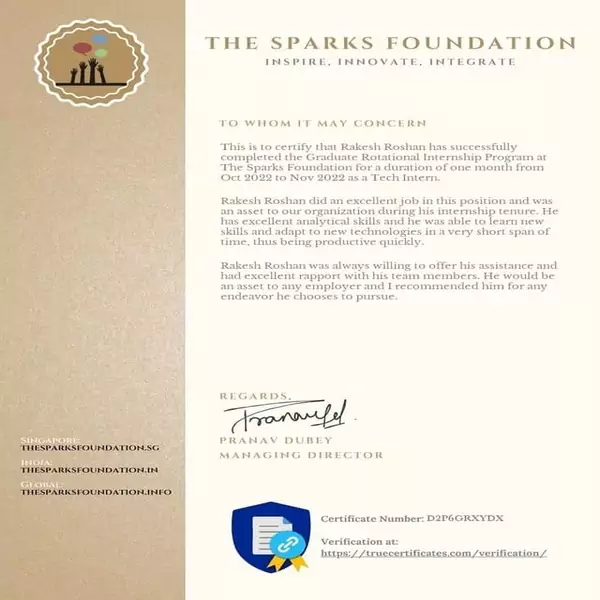 THE SPARKS FOUNDATION
INSPIRE, INNOVATE, INTEGRATE
TO WHOM IT MAY CONCERN
This is to certify that Rakesh Roshan has successfully
completed the Graduate Rotational Internship Program at
The Sparks Foundation for a duration of one month from
Oct 2022 to Nov 2022 as a Tech Intern.
Rakesh Roshan did an excellent job in this position and was
an asset to our organization during his internship tenure. He
has excellent analytical skills and he was able to learn new
skills and adapt to new technologies in a very short span of
time, thus being productive quickly.
Rakesh Roshan was always willing to offer his assistance and
had excellent rapport with his team members. He would be
an asset to any employer and I recommended him for any
endeavor he chooses to pursue.
REGARDS,
PRANAV DUBEY
MANAGING DIRECTOR
SINGAPORE:
THESPARKSFOUNDATION.SG
INDIA:
THESPARKSFOUNDATION.IN
GLOBAL:
THESPARKSFOUNDATION.INFO
Certificate Number: D2P6GRXYDX
Verification at:
https://truecertificates.com/verification/